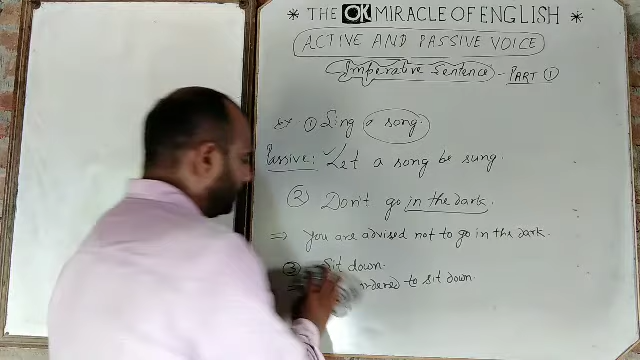 * THE OK MIRACLE OF ENGLISH *
ACTIVE AND PASSIVE VOICE
Imperative Sentence - PART ①
Ex ① Sing a song.
Passive: Let a song be sung.
② Don't go in the dark.
⇒ You are advised not to go in the dark.
③ Sit down.
to sit down.